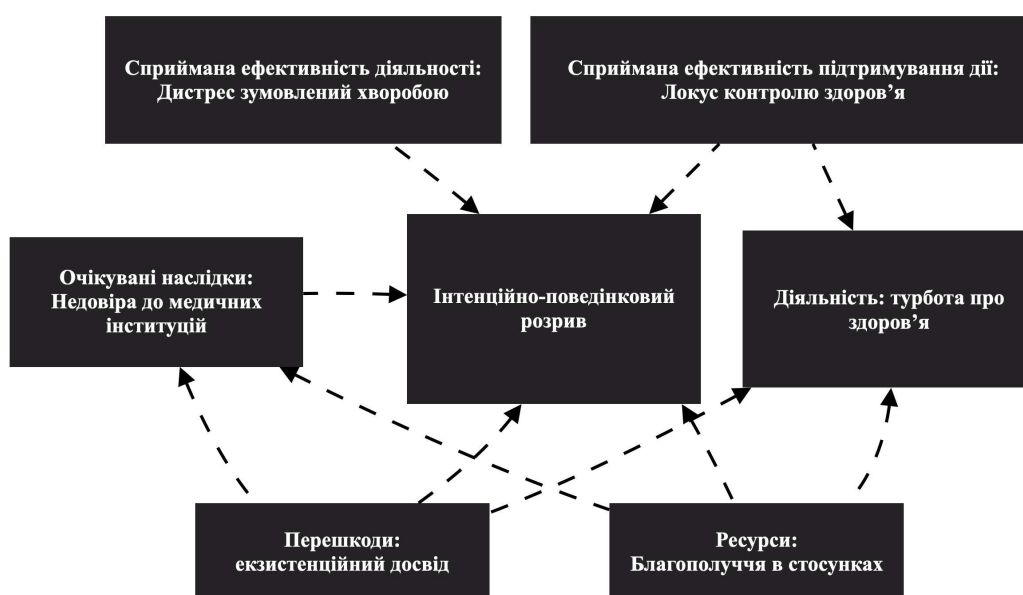 Сприймана ефективність діяльності:
Дистрес зумовлений хворобою
Сприймана ефективність підтримування дії:
Локус контролю здоров’я
Очікувані наслідки:
Недовіра до медичних
інституцій
Інтенційно-поведінковий
розрив
Діяльність: турбота про
здоров’я
Перешкоди:
екзистенційний досвід
Ресурси:
Благополуччя в стосунках